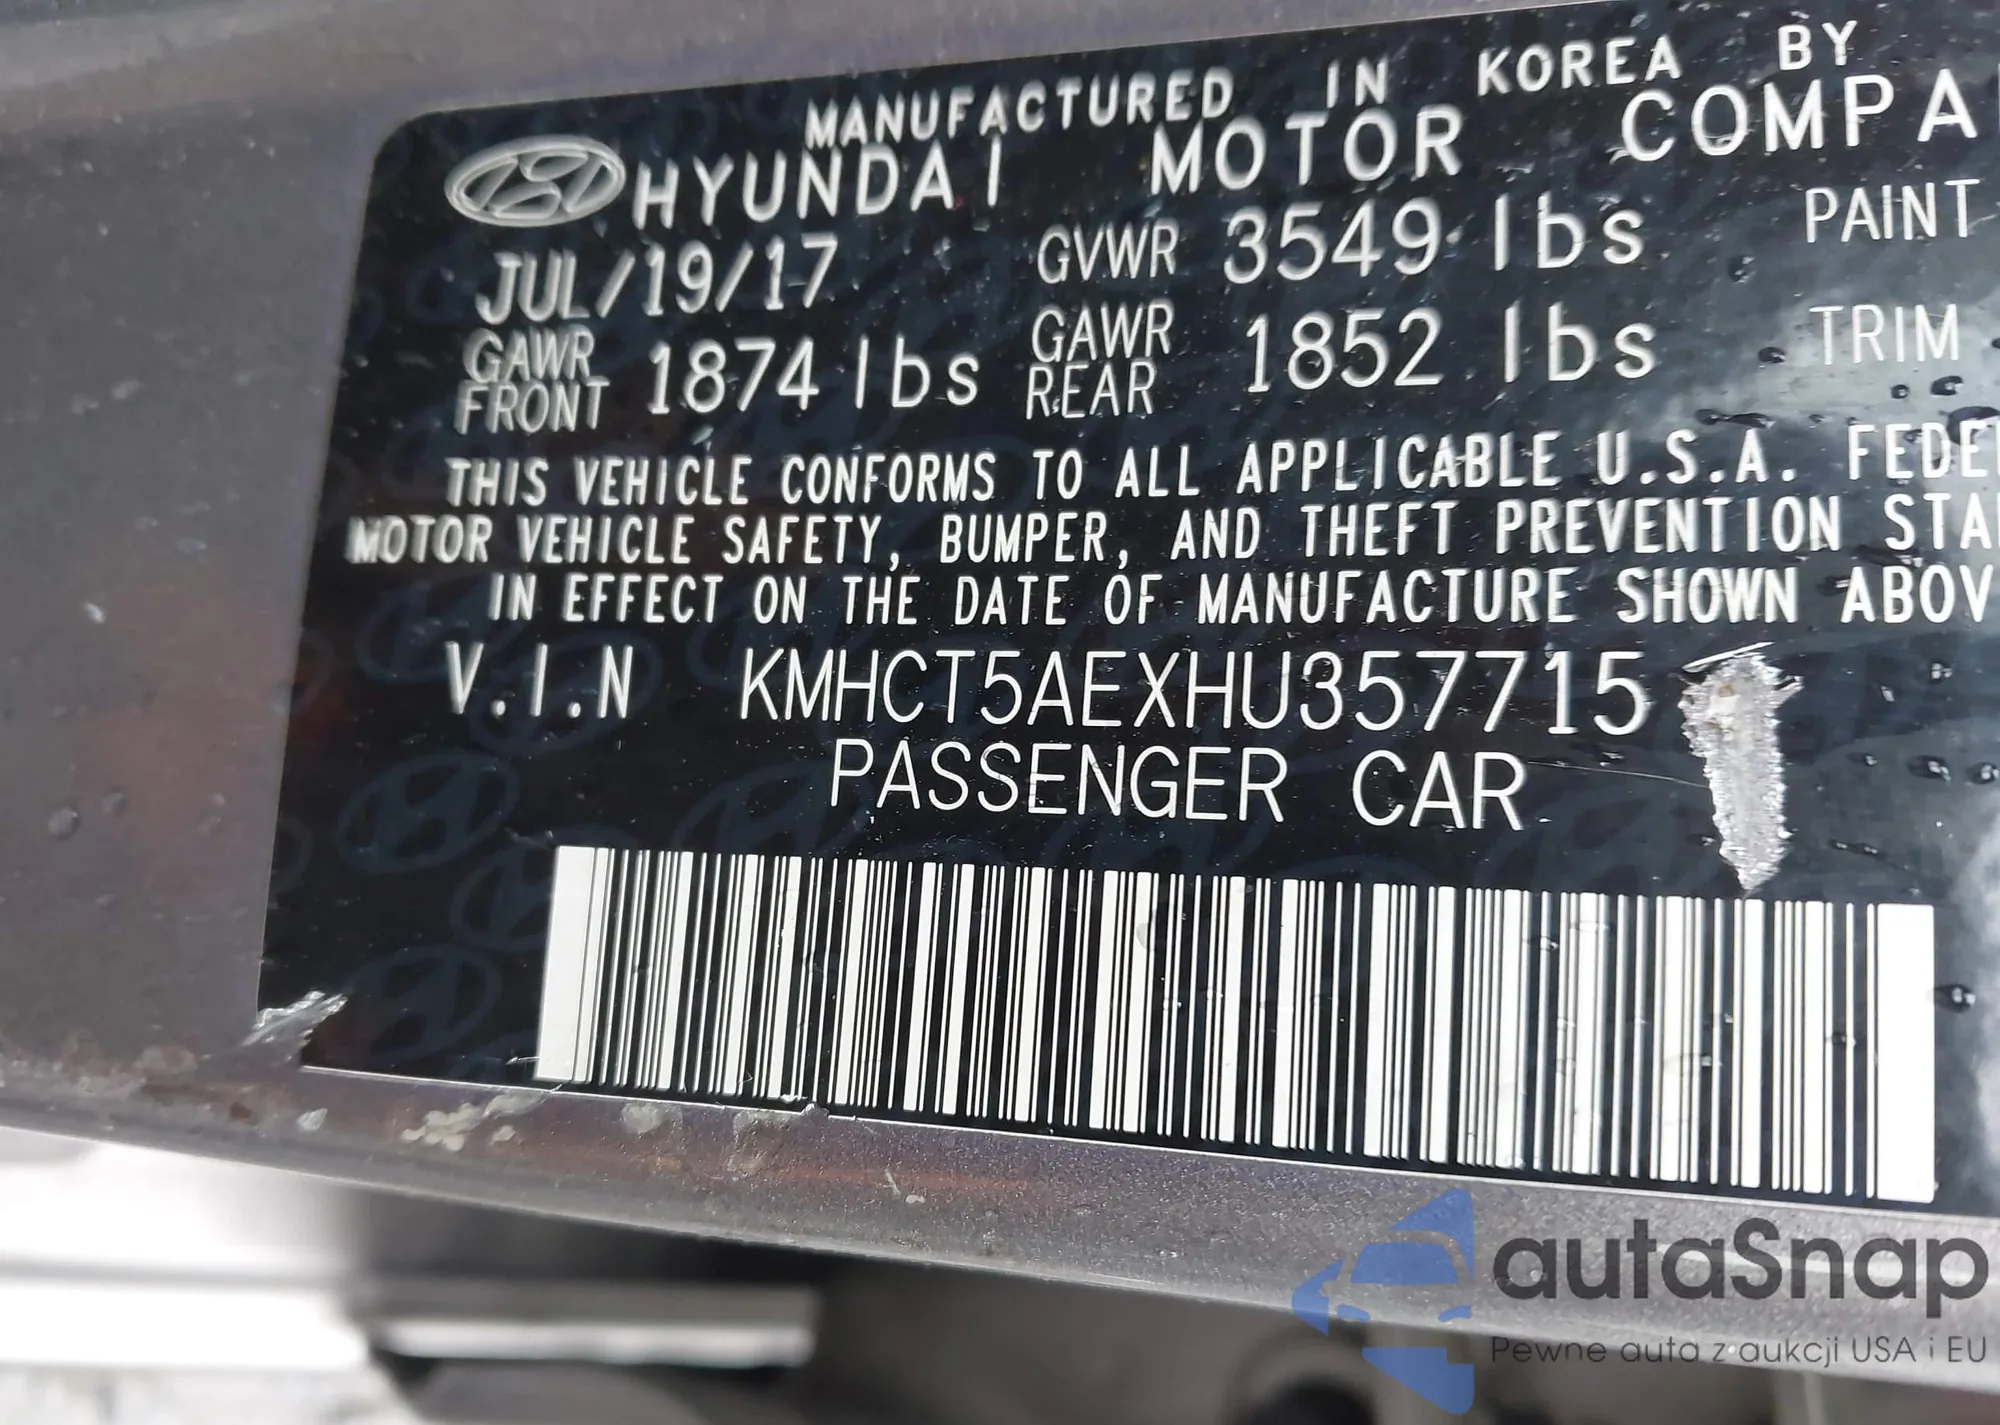 MANUFACTURED IN KOREA BY
HYUNDAI MOTOR COMPA
JUL/19/17 GVWR 3549 lbs PAINT
GAWR FRONT 1874 lbs GAWR REAR 1852 lbs TRIM
THIS VEHICLE CONFORMS TO ALL APPLICABLE U.S.A. FEDE
MOTOR VEHICLE SAFETY, BUMPER, AND THEFT PREVENTION STA
IN EFFECT ON THE DATE OF MANUFACTURE SHOWN ABOV
V.I.N KMHCT5AEXHU357715
PASSENGER CAR
autaSnap
Pewne auta z aukcji USA i EU